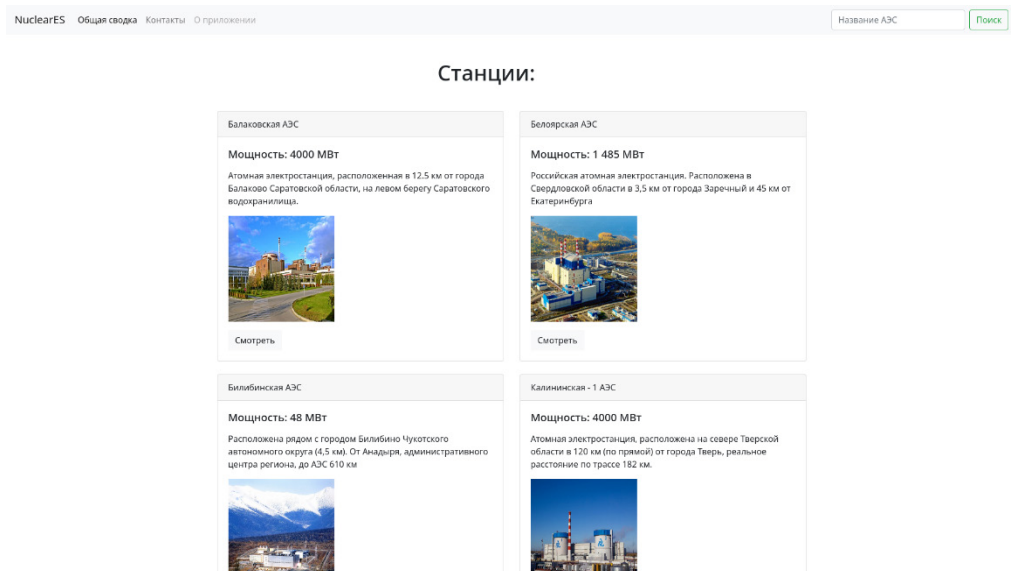 NuclearES Общая сводка Контакты О приложении Название АЭС Поиск
Станции:
Балаковская АЭС
Мощность: 4000 МВт
Атомная электростанция, расположенная в 12.5 км от города
Балаково Саратовской области, на левом берегу Саратовского
водохранилища.
Смотреть
Белоярская АЭС
Мощность: 1 485 МВт
Российская атомная электростанция. Расположена в
Свердловской области в 3,5 км от города Заречный и 45 км от
Екатеринбурга
Смотреть
Билибинская АЭС
Мощность: 48 МВт
Расположена рядом с городом Билибино Чукотского
автономного округа (4,5 км). От Анадыря, административного
центра региона, до АЭС 610 км
Калининская - 1 АЭС
Мощность: 4000 МВт
Атомная электростанция, расположена на севере Тверской
области в 120 км (по прямой) от города Тверь, реальное
расстояние по трассе 182 км.